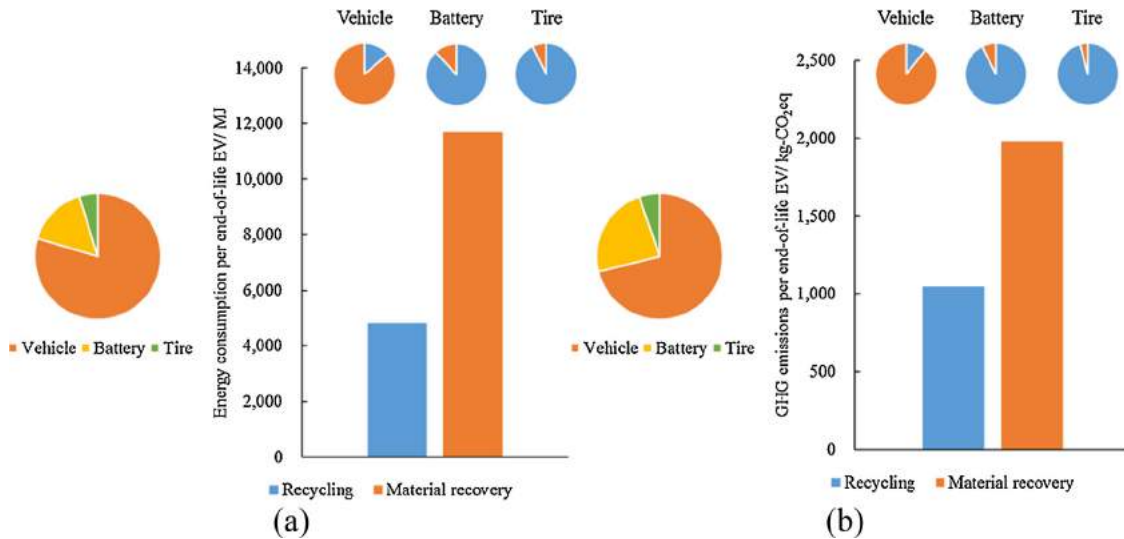 Vehicle Battery Tire
Energy consumption per end-of-life EV/ MJ
14,000
12,000
10,000
8,000
6,000
4,000
2,000
0
Vehicle Battery Tire
Recycling Material recovery
(a)
Vehicle Battery Tire
GHG emissions per end-of-life EV/ kg-CO₂eq
2,500
2,000
1,500
1,000
500
0
Vehicle Battery Tire
Recycling Material recovery
(b)